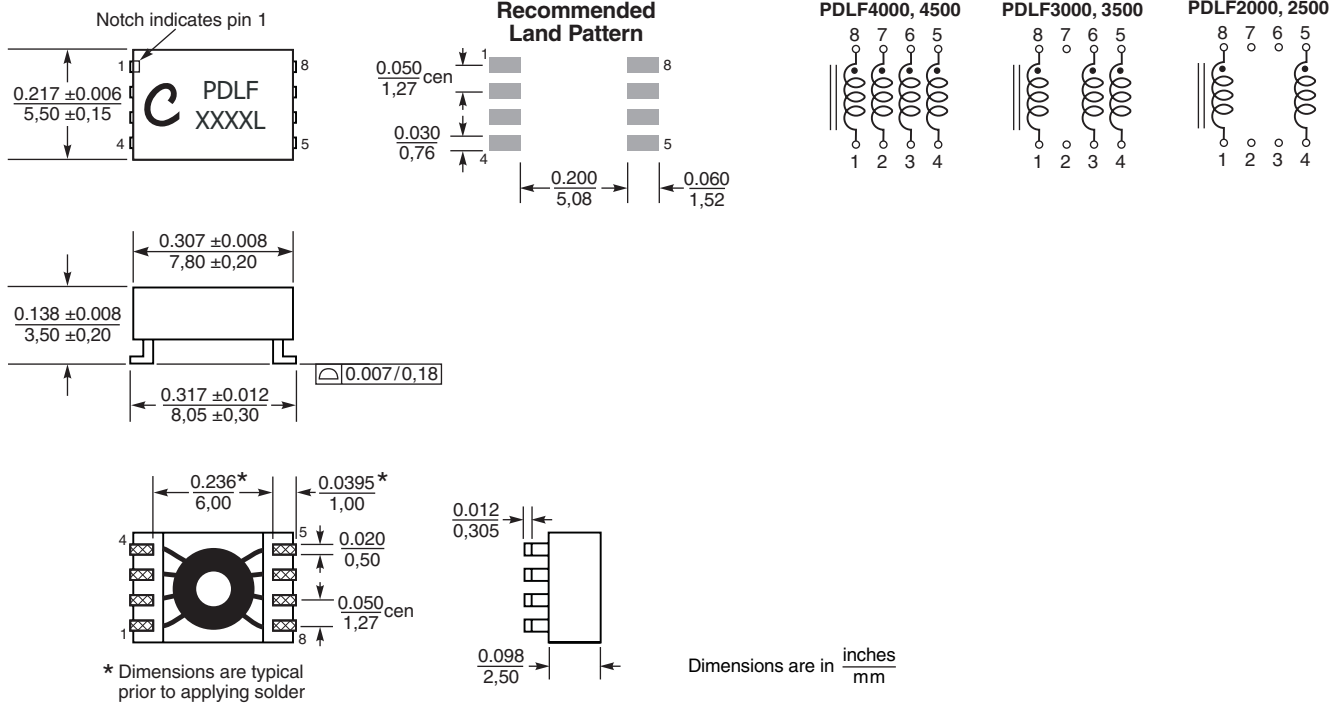 Notch indicates pin 1
1
8
4
5
C PDLF
XXXXL
0.217 ±0.006
5,50 ±0,15
Recommended
Land Pattern
1
8
4
5
0.050
1,27
cen
0.030
0,76
0.200
5,08
0.060
1,52
PDLF4000, 4500
8 7 6 5
1 2 3 4
PDLF3000, 3500
8 7 6 5
1 2 3 4
PDLF2000, 2500
8 7 6 5
1 2 3 4
0.307 ±0.008
7,80 ±0,20
0.138 ±0.008
3,50 ±0,20
0.007/0,18
0.317 ±0.012
8,05 ±0,30
0.236*
6,00
0.0395*
1,00
4
5
1
8
0.020
0,50
0.050
1,27
cen
* Dimensions are typical
prior to applying solder
0.012
0,305
0.098
2,50
Dimensions are in inches
mm